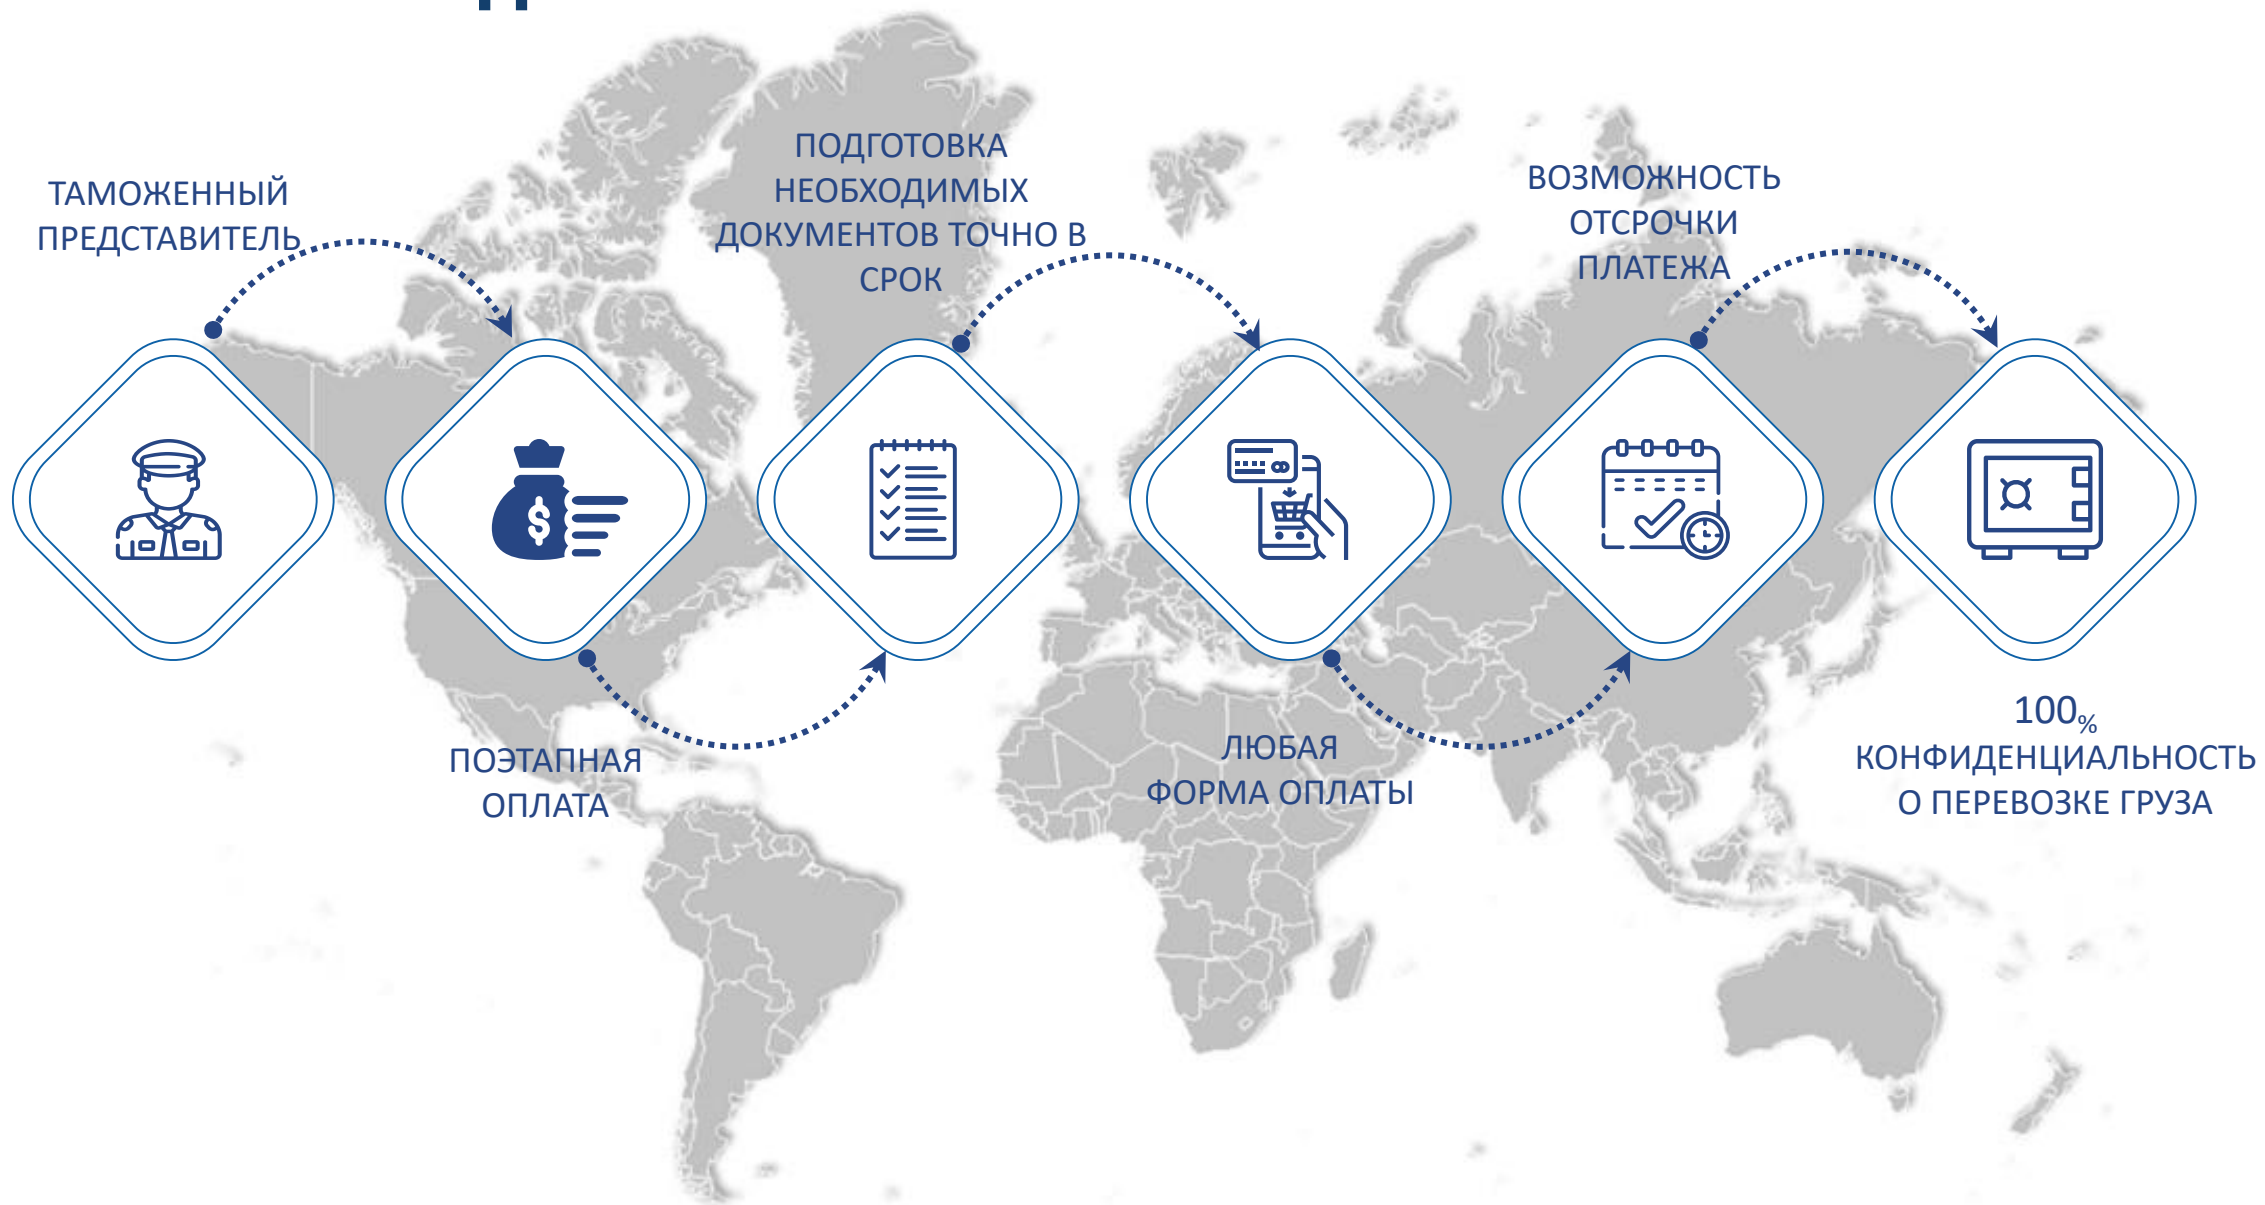 ТАМОЖЕННЫЙ
ПРЕДСТАВИТЕЛЬ
ПОЭТАПНАЯ
ОПЛАТА
ПОДГОТОВКА
НЕОБХОДИМЫХ
ДОКУМЕНТОВ ТОЧНО В
СРОК
ЛЮБАЯ
ФОРМА ОПЛАТЫ
ВОЗМОЖНОСТЬ
ОТСРОЧКИ
ПЛАТЕЖА
100%
КОНФИДЕНЦИАЛЬНОСТЬ
О ПЕРЕВОЗКЕ ГРУЗА
$